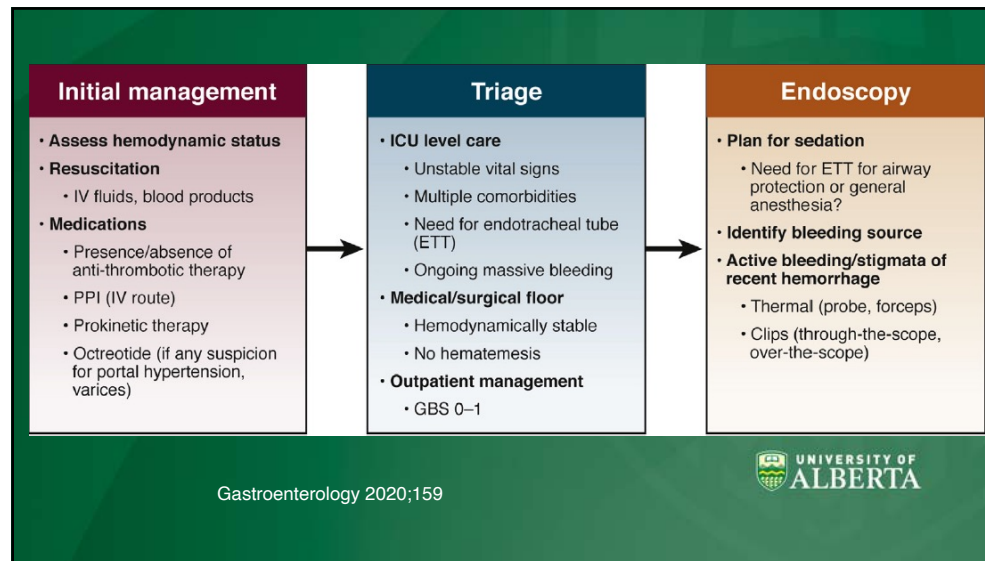 Initial management
• Assess hemodynamic status
• Resuscitation
• IV fluids, blood products
• Medications
• Presence/absence of
anti-thrombotic therapy
• PPI (IV route)
• Prokinetic therapy
• Octreotide (if any suspicion
for portal hypertension,
varices)
Triage
• ICU level care
• Unstable vital signs
• Multiple comorbidities
• Need for endotracheal tube
(ETT)
• Ongoing massive bleeding
• Medical/surgical floor
• Hemodynamically stable
• No hematemesis
• Outpatient management
• GBS 0–1
Endoscopy
• Plan for sedation
• Need for ETT for airway
protection or general
anesthesia?
• Identify bleeding source
• Active bleeding/stigmata of
recent hemorrhage
• Thermal (probe, forceps)
• Clips (through-the-scope,
over-the-scope)
Gastroenterology 2020;159
UNIVERSITY OF
ALBERTA